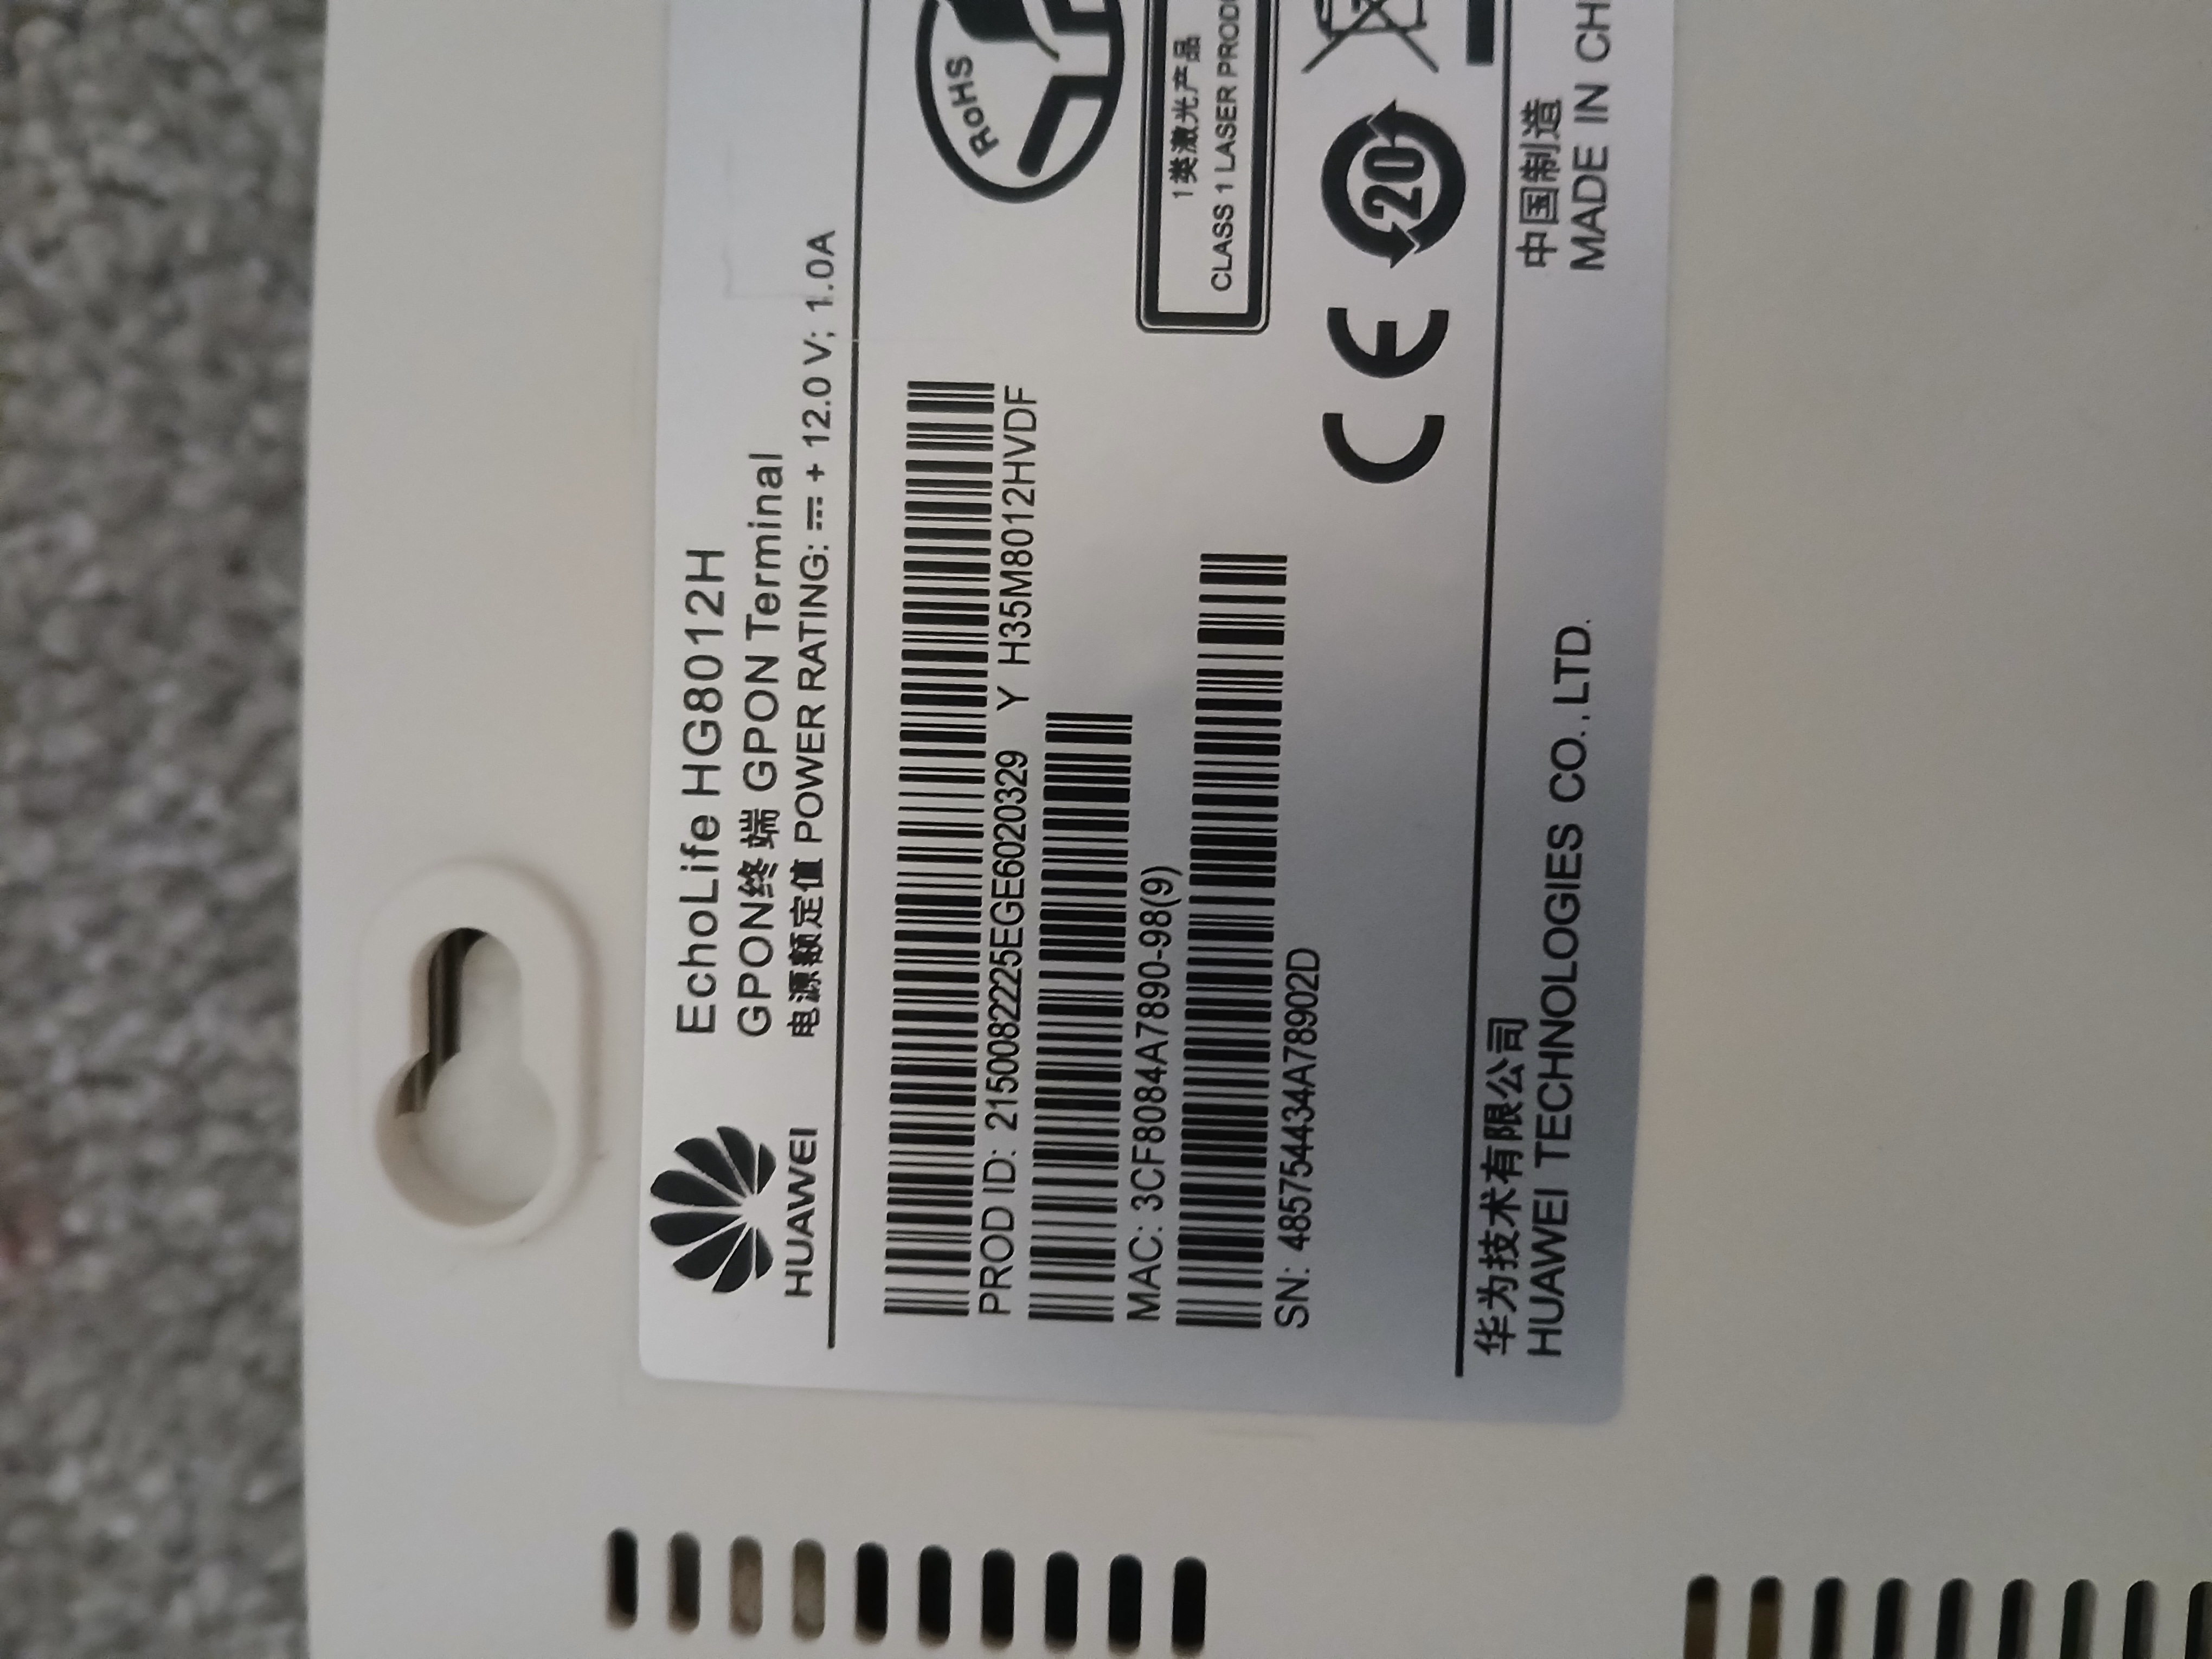 HUAWEI
EchoLife HG8012H
GPON终端 GPON Terminal
电源额定值 POWER RATING: ⎓ + 12.0 V; 1.0A
PROD ID: 2150082225EGE6020329 Y H35M8012HVDF
MAC: 3CF8084A7890-98(9)
SN: 485754434A78902D
RoHS
1类激光产品
CLASS 1 LASER PROD
CE
20
华为技术有限公司
HUAWEI TECHNOLOGIES CO.,LTD.
中国制造
MADE IN CH